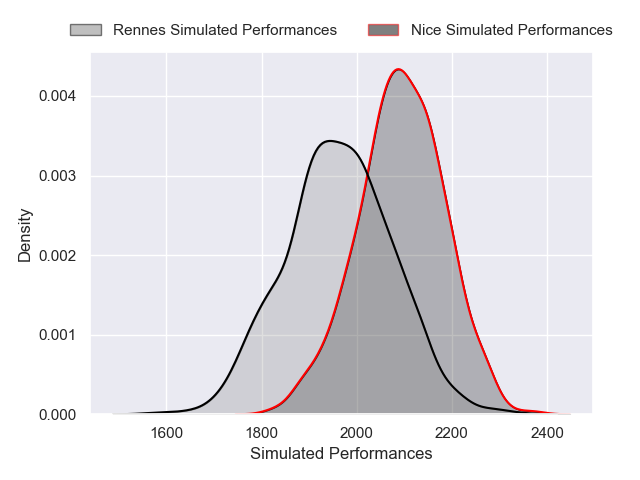 Rennes Simulated Performances Nice Simulated Performances
0.004
0.003
0.002
0.001
0.000
Density
1600 1800 2000 2200 2400
Simulated Performances